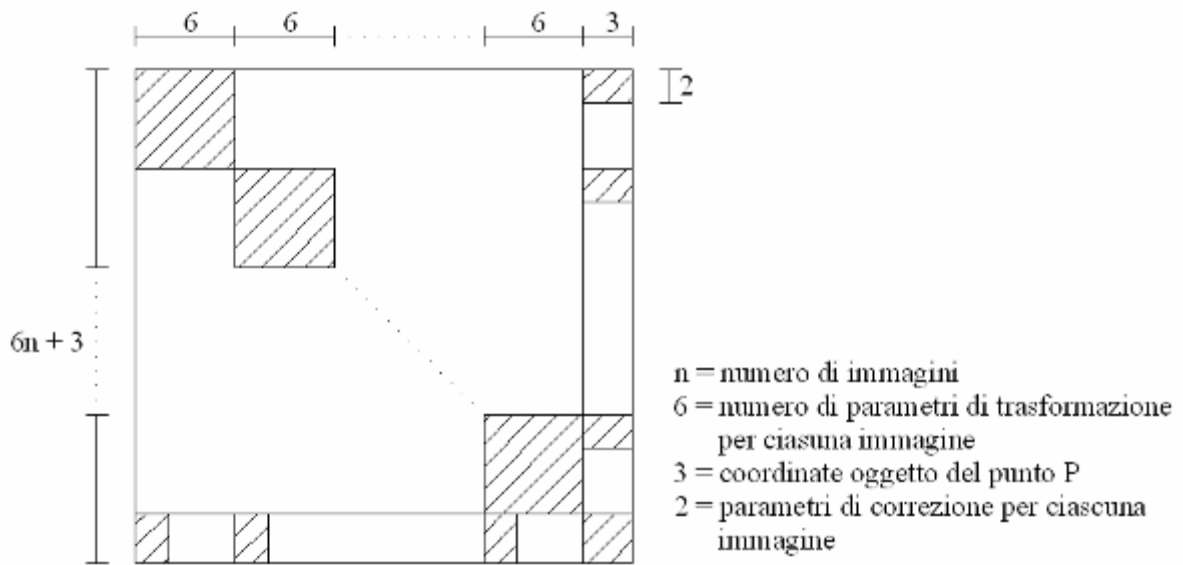 6 6 6 3
2
6n + 3
n = numero di immagini
6 = numero di parametri di trasformazione
per ciasuna immagine
3 = coordinate oggetto del punto P
2 = parametri di correzione per ciascuna
immagine